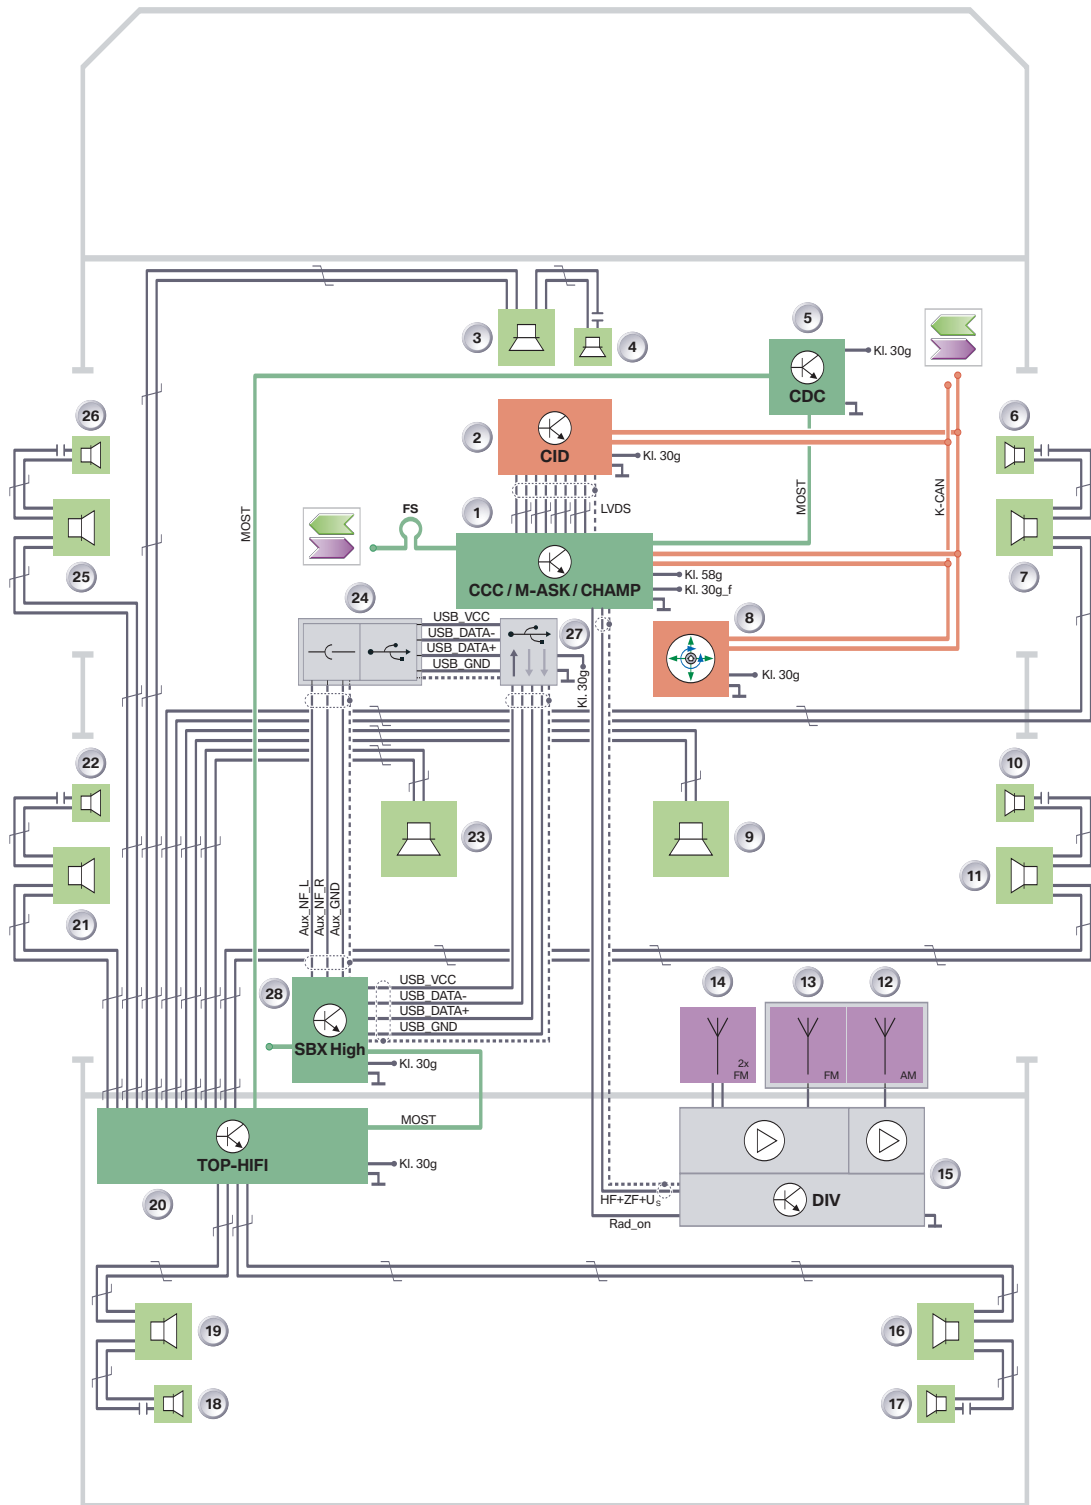 3
4
5
Kl. 30g
CDC
26
2
CID
Kl. 30g
6
MOST
FS
1
LVDS
MOST
K-CAN
25
CCC / M-ASK / CHAMP
Kl. 58g
Kl. 30g_f
7
24
USB_VCC
USB_DATA-
USB_DATA+
USB_GND
27
Kl. 30g
8
Kl. 30g
22
10
23
9
11
21
Aux_NF_L
Aux_NF_R
Aux_GND
28
SBX High
USB_VCC
USB_DATA-
USB_DATA+
USB_GND
Kl. 30g
14
13
12
2x
FM
FM
AM
MOST
TOP-HIFI
Kl. 30g
20
15
DIV
HF+ZF+US
Rad_on
19
16
18
17